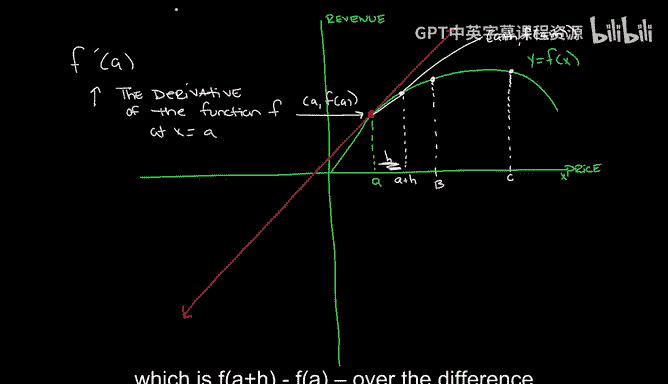 REVENUE
GPT中英字幕课程资源 bilibili
f'(a)
y=f(x)
↑ THE DERIVATIVE
of the function f
at x=a
(a, f(a))
h
a
a+h
B
C
x
PRICE
which is f(a+h) - f(a) – over the difference